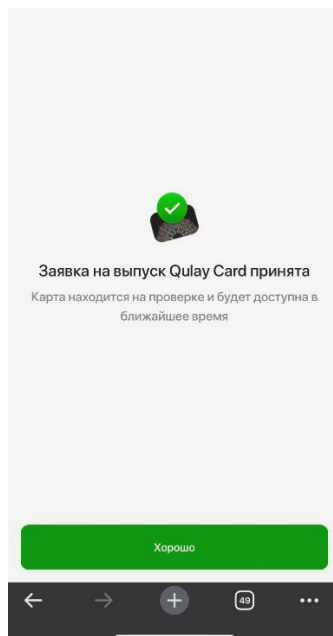 Заявка на выпуск Qulay Card принята
Карта находится на проверке и будет доступна в
ближайшее время
Хорошо
49